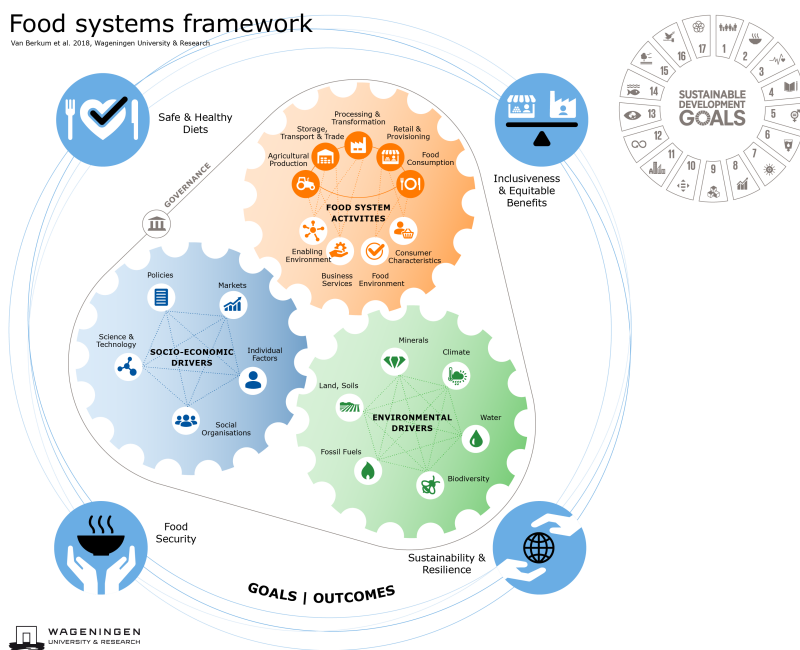 Food systems framework
Van Berkum et al. 2018, Wageningen University & Research
17
1
2
3
4
5
6
7
8
9
10
11
12
13
14
15
16
SUSTAINABLE
DEVELOPMENT
GOALS
Safe & Healthy
Diets
Inclusiveness
& Equitable
Benefits
GOVERNANCE
Processing &
Transformation
Storage,
Transport & Trade
Retail &
Provisioning
Agricultural
Production
Food
Consumption
FOOD SYSTEM
ACTIVITIES
Enabling
Environment
Business
Services
Food
Environment
Consumer
Characteristics
Policies
Markets
Science &
Technology
SOCIO-ECONOMIC
DRIVERS
Individual
Factors
Social
Organisations
Minerals
Climate
Land, Soils
ENVIRONMENTAL
DRIVERS
Water
Fossil Fuels
Biodiversity
Food
Security
Sustainability &
Resilience
GOALS | OUTCOMES
WAGENINGEN
UNIVERSITY & RESEARCH